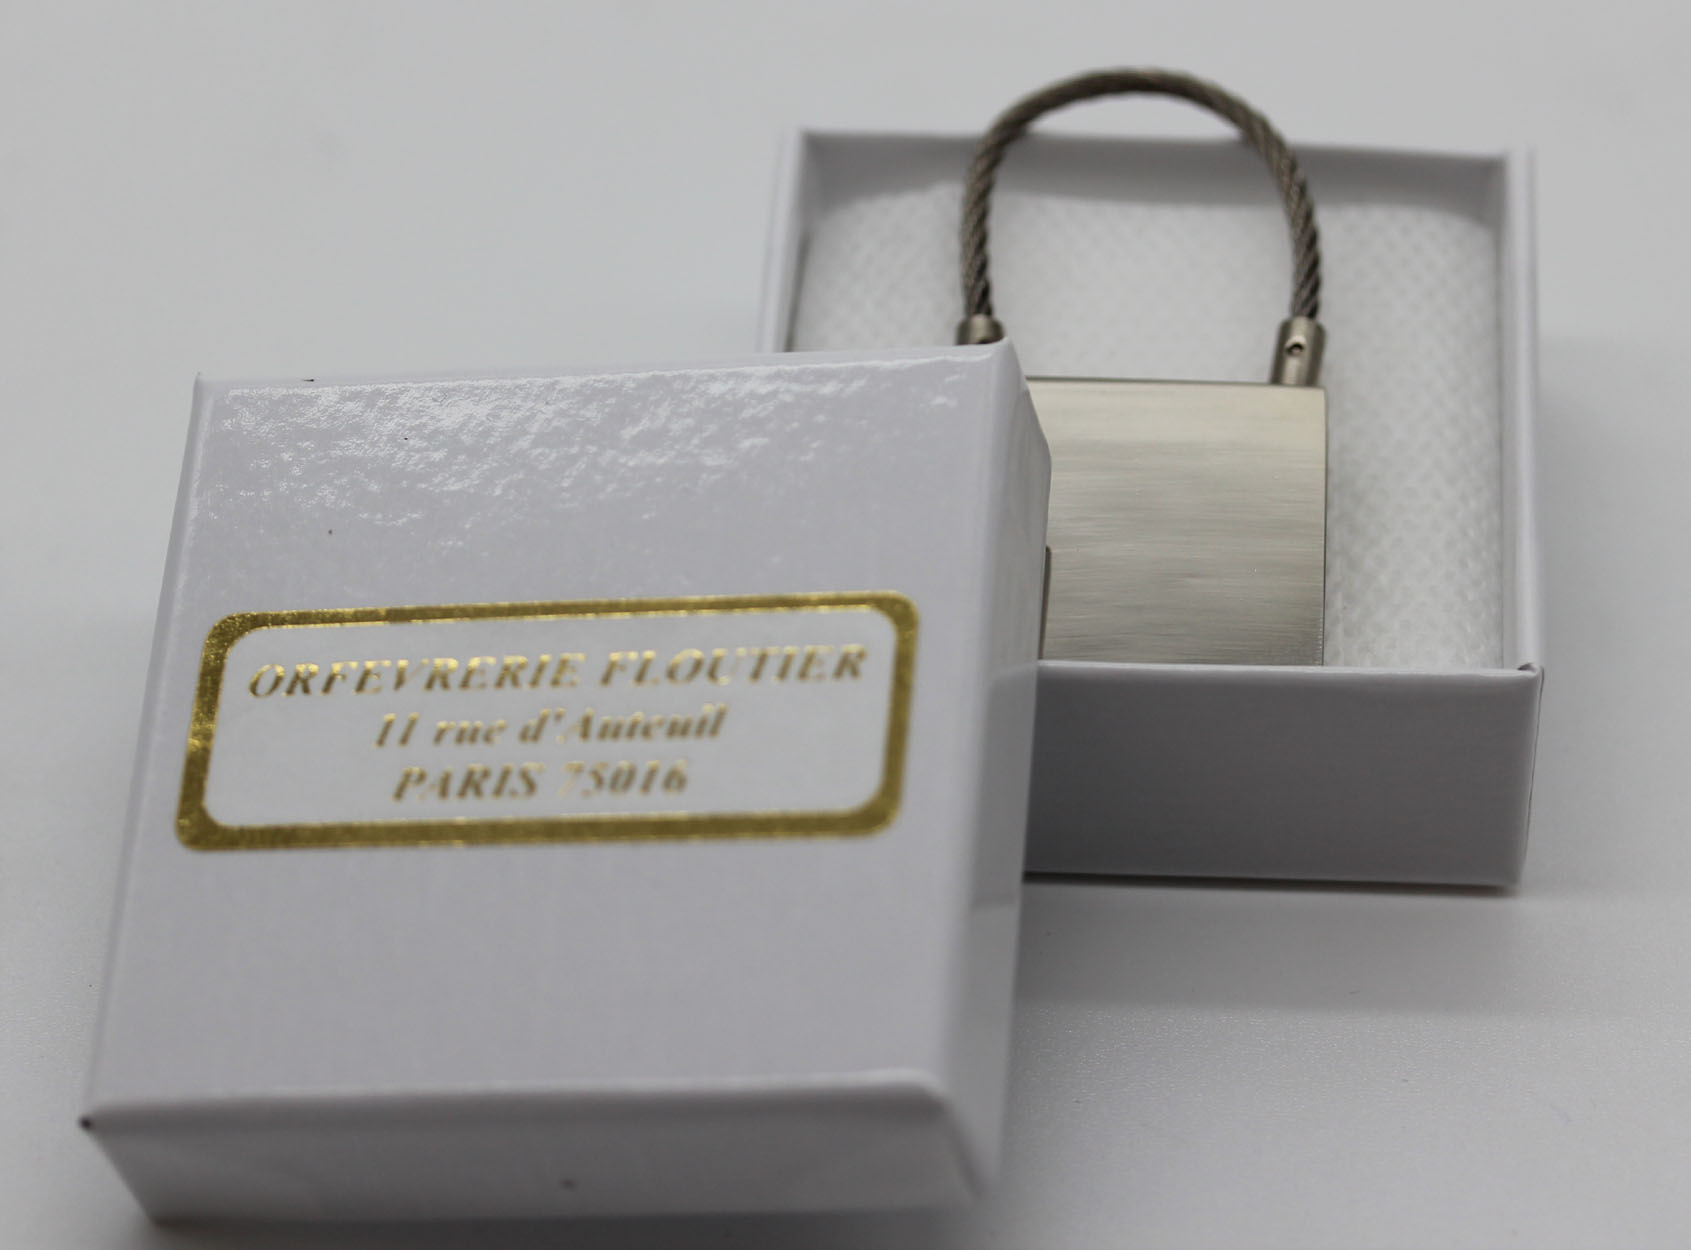 ORFEVRERIE FLOUTIER
11 rue d'Auteuil
PARIS 75016